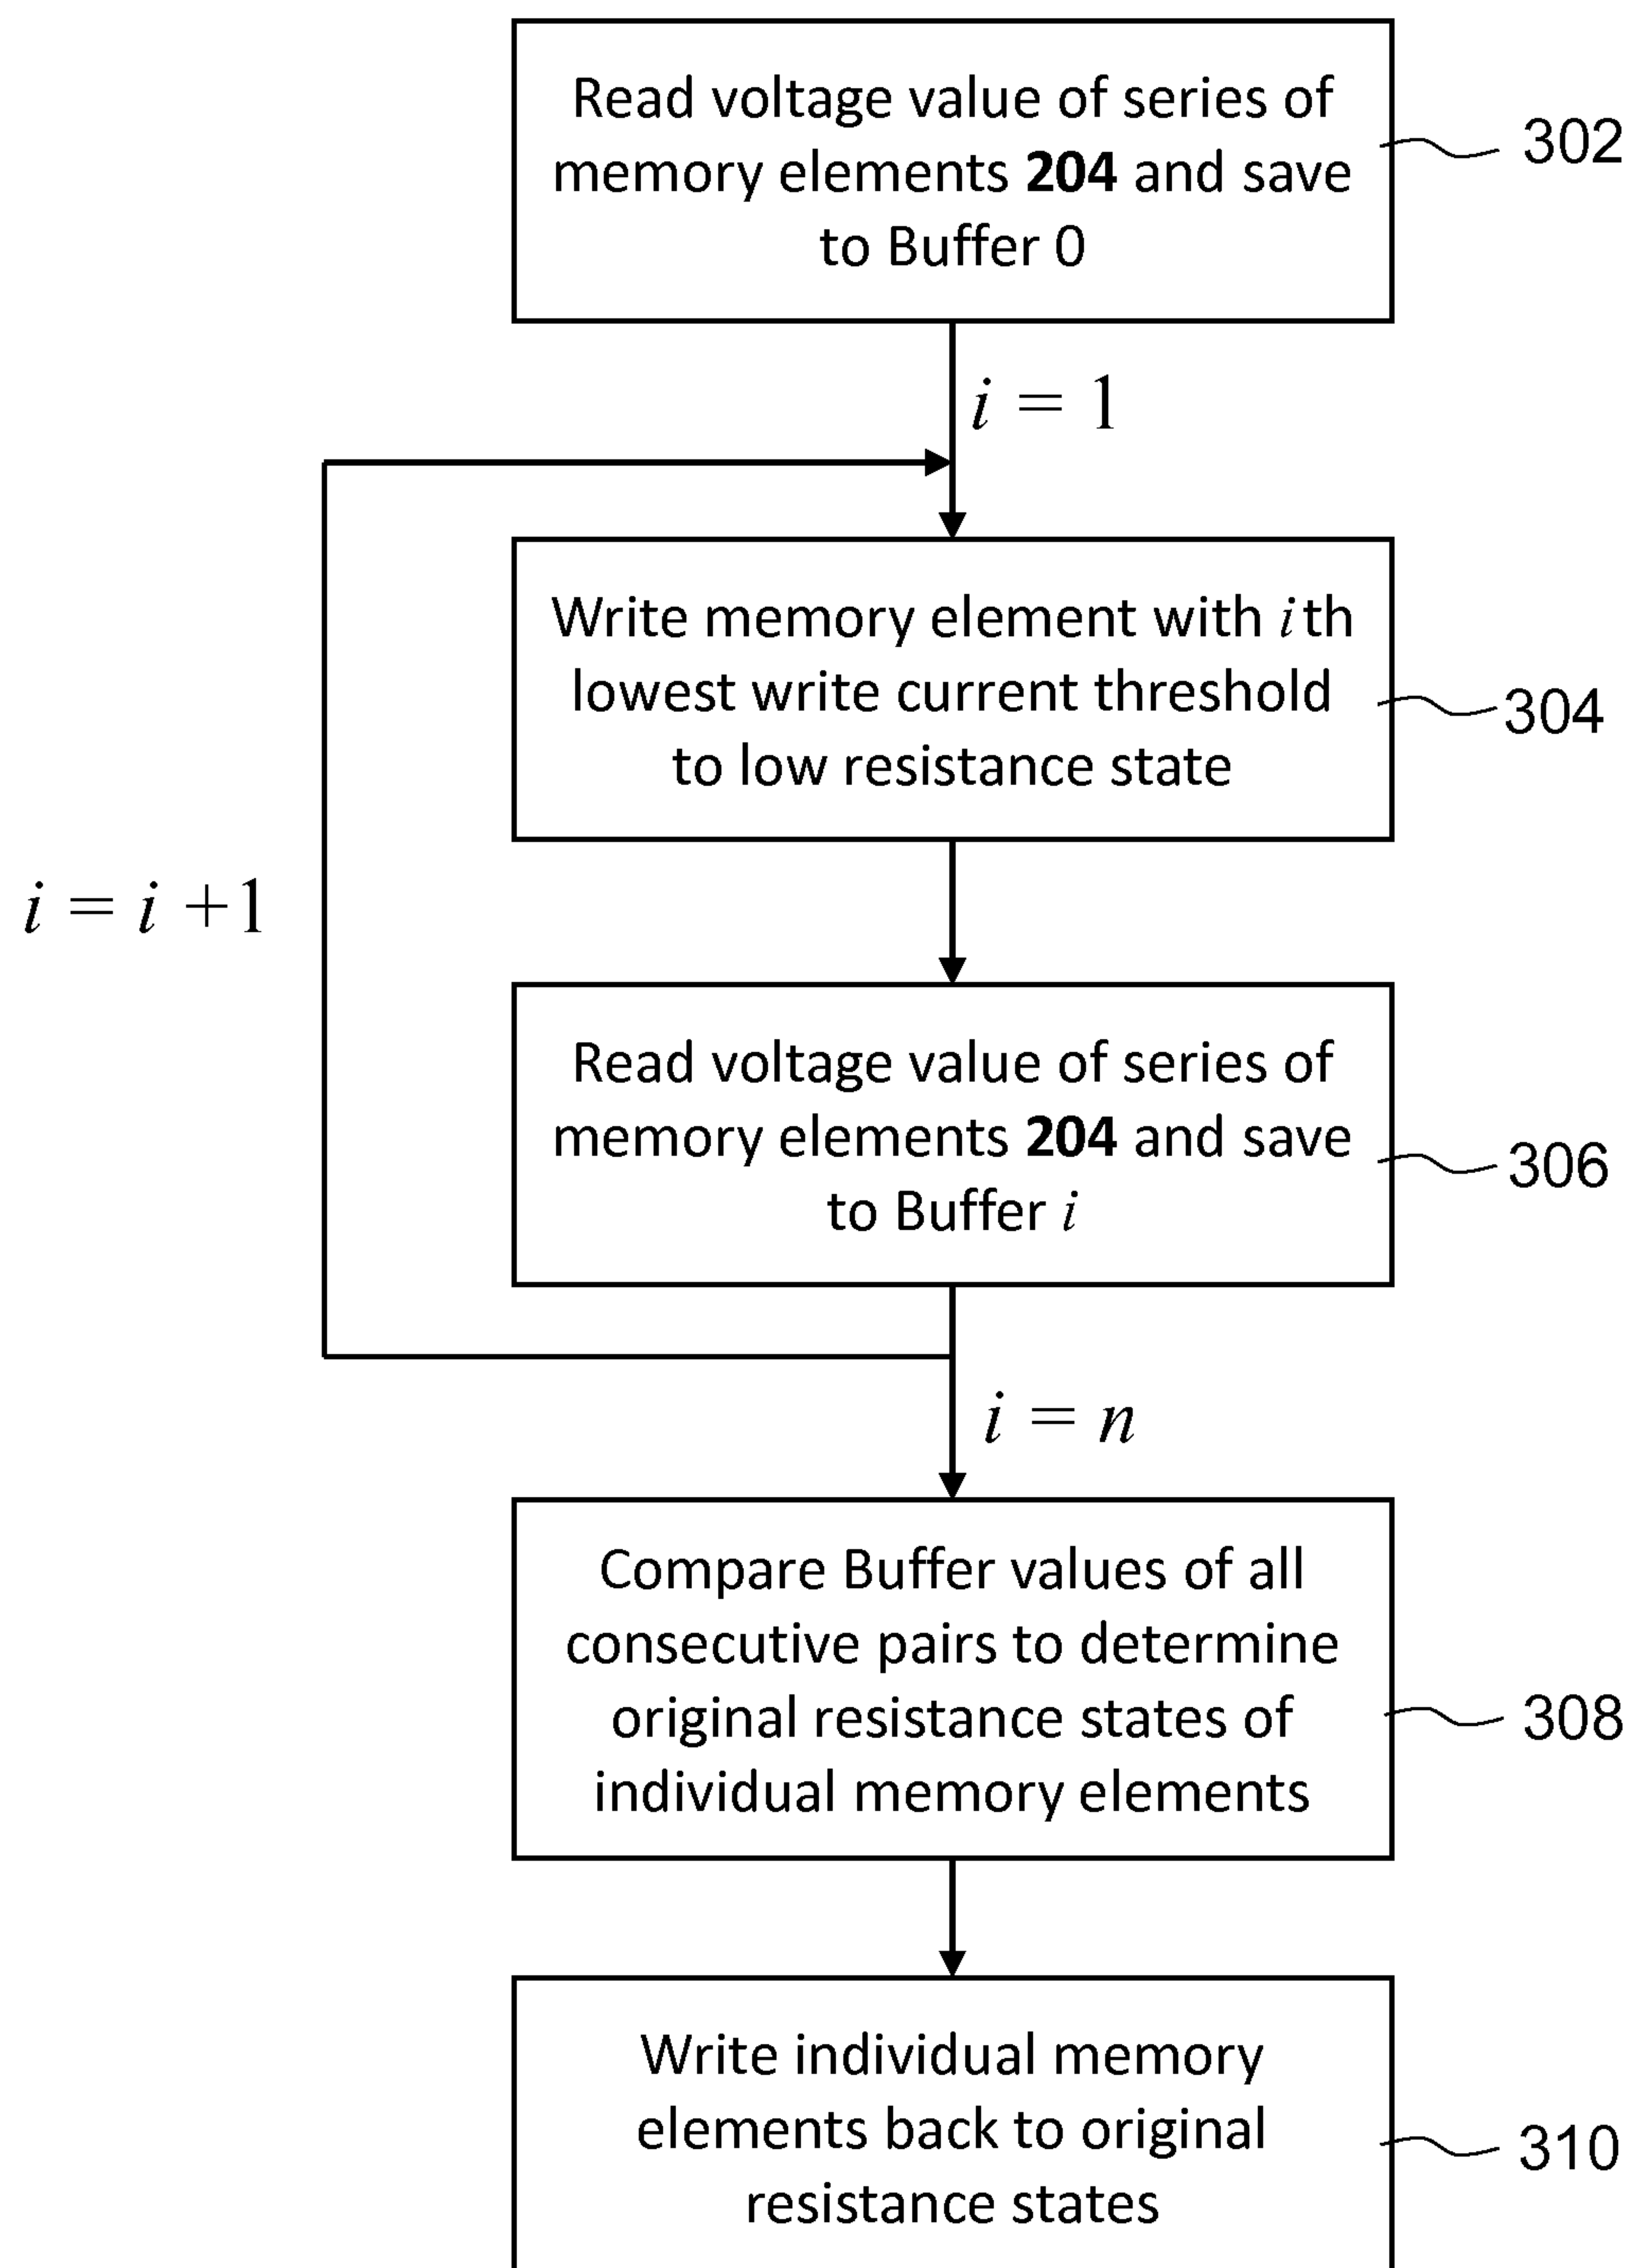 Read voltage value of series of
memory elements 204 and save
to Buffer 0
302
i = 1
Write memory element with i th
lowest write current threshold
to low resistance state
304
i = i +1
Read voltage value of series of
memory elements 204 and save
to Buffer i
306
i = n
Compare Buffer values of all
consecutive pairs to determine
original resistance states of
individual memory elements
308
Write individual memory
elements back to original
resistance states
310